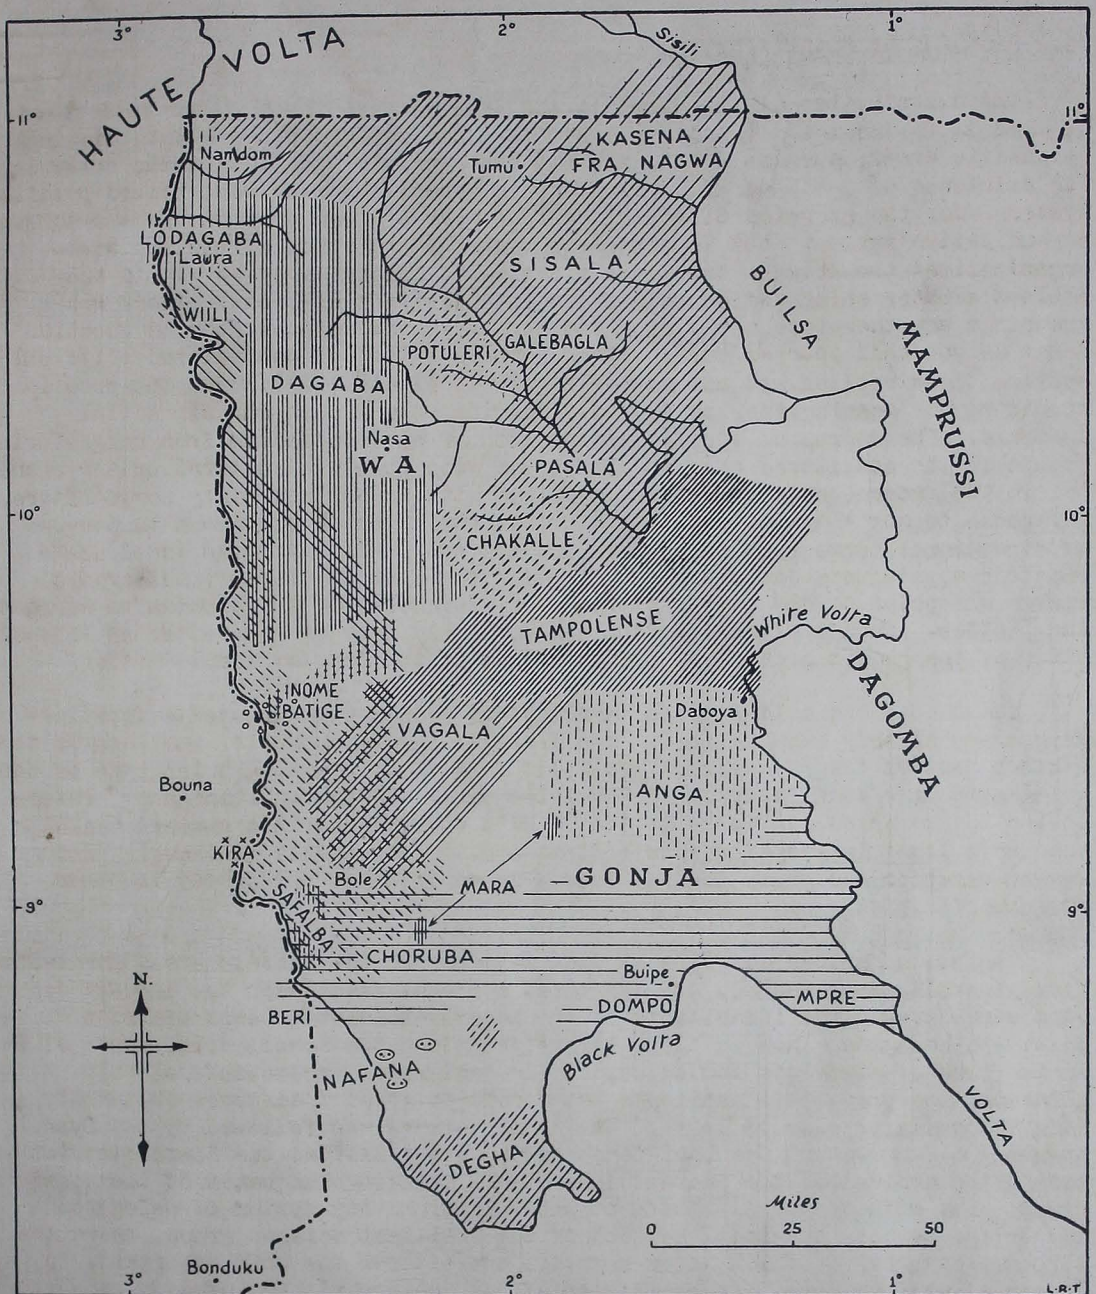 3° 2° 1°
HAUTE VOLTA
Sisili
11° 11°
Namdom
KASENA
Tumu FRA NAGWA
LODAGABA
Laura
SISALA
BUILSA
WIILI
MAMPRUSSI
POTULERI
GALEBAGLA
DAGABA
Nasa
WA
PASALA
10° 10°
CHAKALLE
White Volta
TAMPOLENSE
DAGOMBA
INOME
BATIGE
Daboya
VAGALA
Bouna
ANGA
KIRA
Bole
MARA
GONJA
9° 9°
SAFALBA
CHORUBA
N.
Buipe
DOMPO
MPRE
BERI
Black Volta
NAFANA
VOLTA
DEGHA
Miles
0 25 50
Bonduku
3° 2° 1°
L.R.T